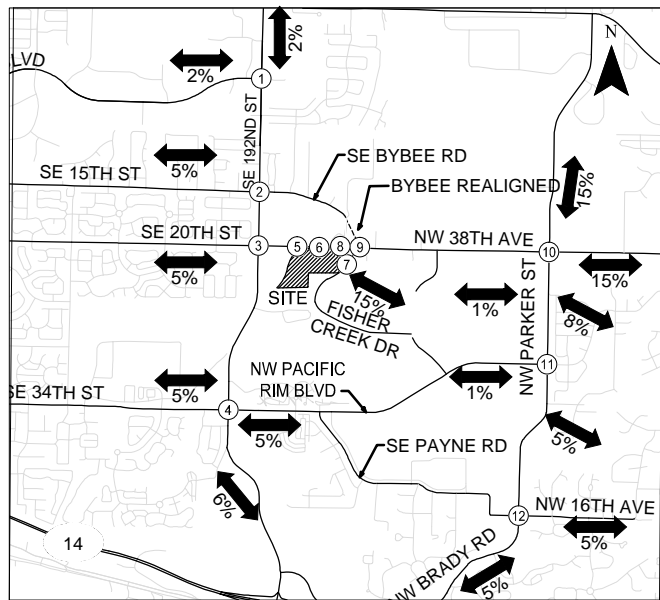 2%
N
LVD
2%
1
SE 192ND ST
5%
SE 15TH ST
2
SE BYBEE RD
BYBEE REALIGNED
15%
SE 20TH ST
3
5
6
8
9
NW 38TH AVE
10
7
5%
SITE
15%
FISHER
CREEK DR
1%
NW PARKER ST
15%
8%
NW PACIFIC
RIM BLVD
11
1%
5%
SE 34TH ST
4
5%
SE PAYNE RD
5%
6%
12
NW 16TH AVE
5%
14
NW BRADY RD
5%